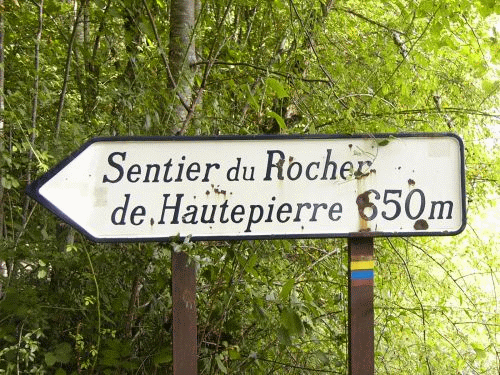 Sentier du Rocher
de Hautepierre 650m